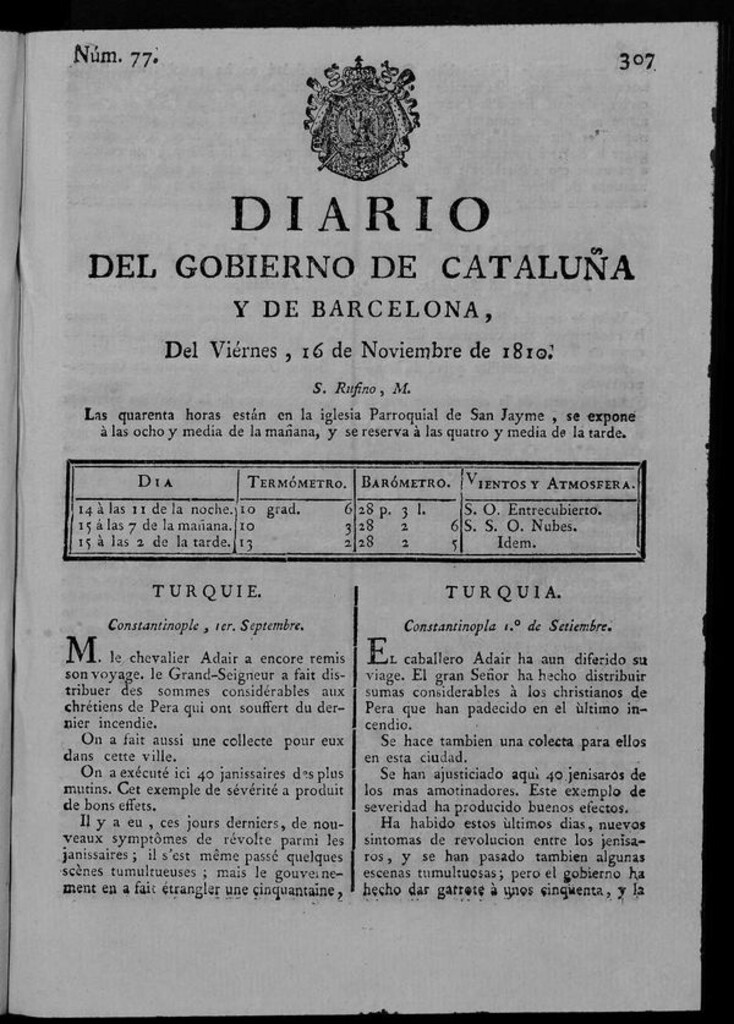 Núm. 77.
307
DIARIO
DEL GOBIERNO DE CATALUÑA
Y DE BARCELONA,
Del Viérnes, 16 de Noviembre de 1810.
S. Rufino, M.
Las quarenta horas están en la iglesia Parroquial de San Jayme, se expone
à las ocho y media de la mañana, y se reserva à las quatro y media de la tarde.
DIA TERMÓMETRO. BARÓMETRO. VIENTOS Y ATMOSFERA.
14 à las 11 de la noche. 10 grad. 6 28 p. 3 l. S. O. Entrecubierto.
15 á las 7 de la mañana. 10 3 28 2 6 S. S. O. Nubes.
15 à las 2 de la tarde. 13 2 28 2 5 Idem.
TURQUIE.
Constantinople, 1er. Septembre.
M. le chevalier Adair a encore remis
son voyage. le Grand-Seigneur a fait dis-
tribuer des sommes considérables aux
chrétiens de Pera qui ont souffert du der-
nier incendie.
On a fait aussi une collecte pour eux
dans cette ville.
On a exécuté ici 40 janissaires des plus
mutins. Cet exemple de sévérité a produit
de bons effets.
Il y a eu, ces jours derniers, de nou-
veaux symptômes de révolte parmi les
janissaires; il s'est même passé quelques
scènes tumultueuses; mais le gouverne-
ment en a fait étrangler une cinquantaine,
TURQUIA.
Constantinopla 1.º de Setiembre.
EL caballero Adair ha aun diferido su
viage. El gran Señor ha hecho distribuir
sumas considerables à los christianos de
Pera que han padecido en el ùltimo in-
cendio.
Se hace tambien una colecta para ellos
en esta ciudad.
Se han ajusticiado aquì 40 jenisaros de
los mas amotinadores. Este exemplo de
severidad ha producido buenos efectos.
Ha habido estos ùltimos dias, nuevos
sintomas de revolucion entre los jenisa-
ros, y se han pasado tambien algunas
escenas tumultuosas; pero el gobierno ha
hecho dar garrote à unos cinqüenta, y la